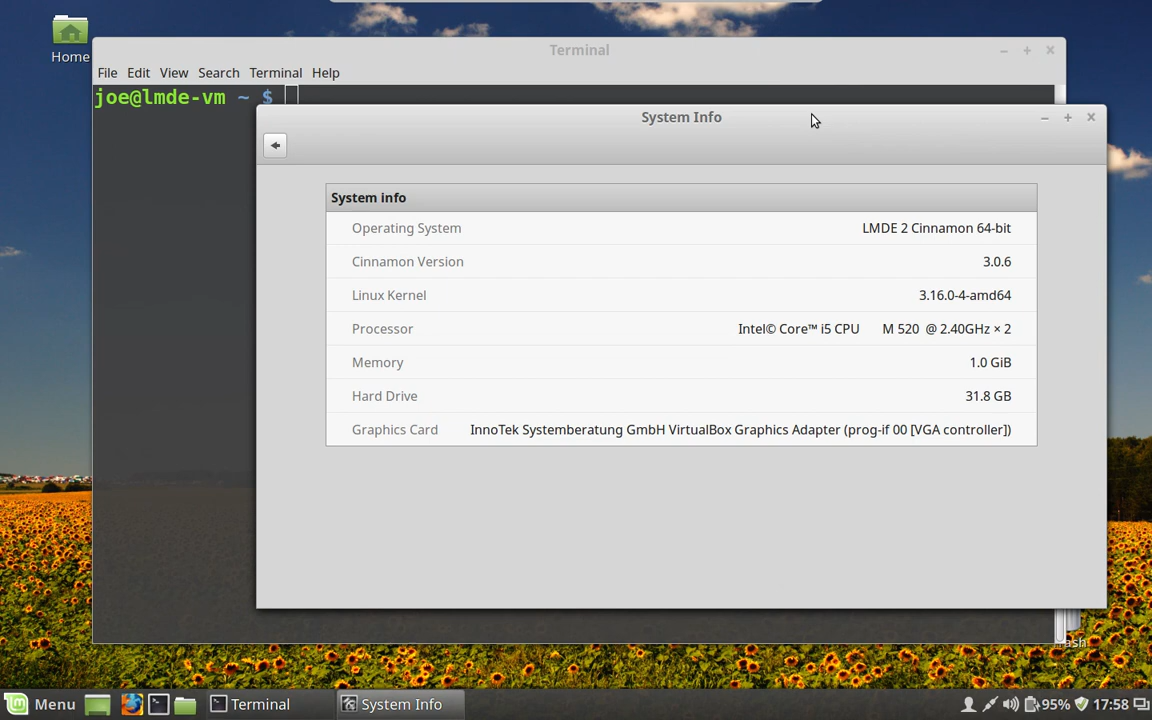 Home
Terminal
File Edit View Search Terminal Help
joe@lmde-vm ~ $
System Info
System info
Operating System LMDE 2 Cinnamon 64-bit
Cinnamon Version 3.0.6
Linux Kernel 3.16.0-4-amd64
Processor Intel© Core™ i5 CPU M 520 @ 2.40GHz × 2
Memory 1.0 GiB
Hard Drive 31.8 GB
Graphics Card InnoTek Systemberatung GmbH VirtualBox Graphics Adapter (prog-if 00 [VGA controller])
Menu Terminal System Info 95% 17:58